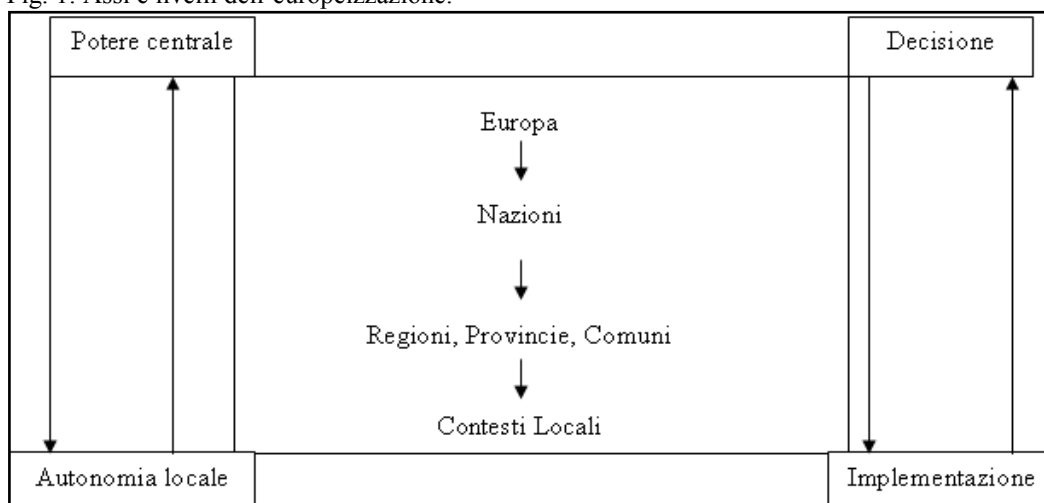 Fig. 1. Assi e livelli dell'europeizzazione.
Potere centrale
Decisione
Europa
Nazioni
Regioni, Provincie, Comuni
Contesti Locali
Autonomia locale
Implementazione